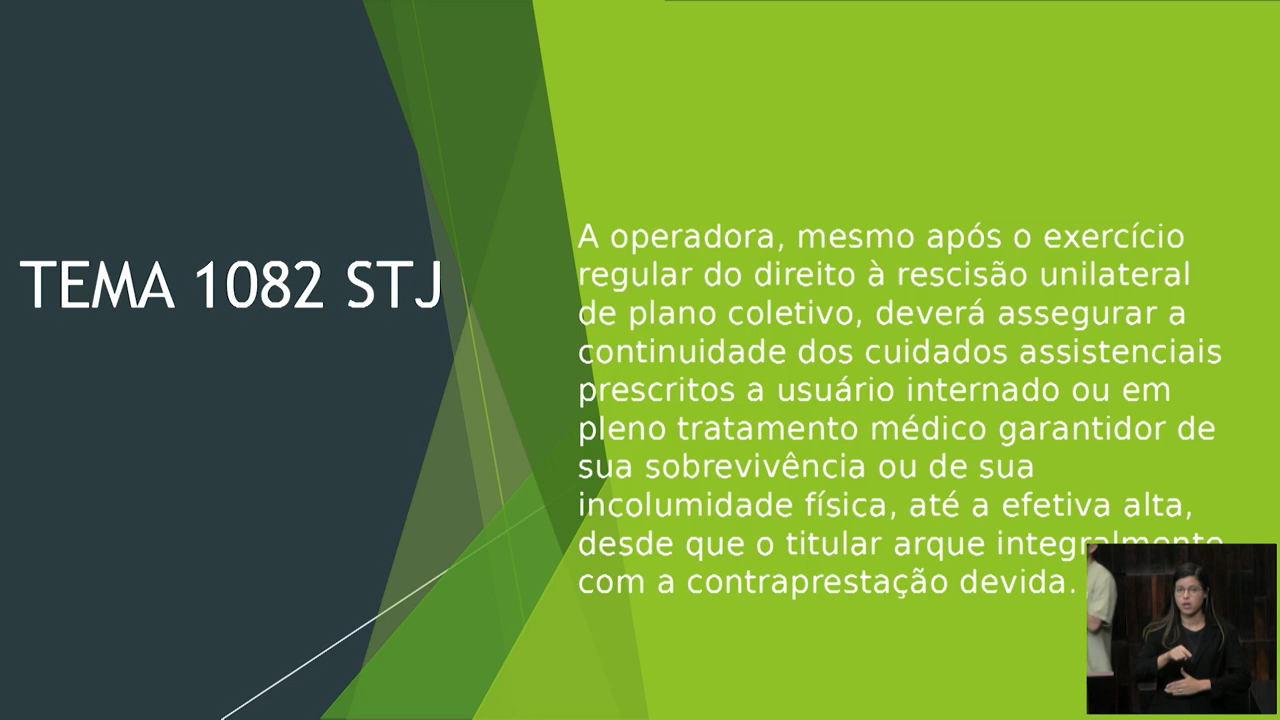 TEMA 1082 STJ
A operadora, mesmo após o exercício
regular do direito à rescisão unilateral
de plano coletivo, deverá assegurar a
continuidade dos cuidados assistenciais
prescritos a usuário internado ou em
pleno tratamento médico garantidor de
sua sobrevivência ou de sua
incolumidade física, até a efetiva alta,
desde que o titular arque integralmente
com a contraprestação devida.